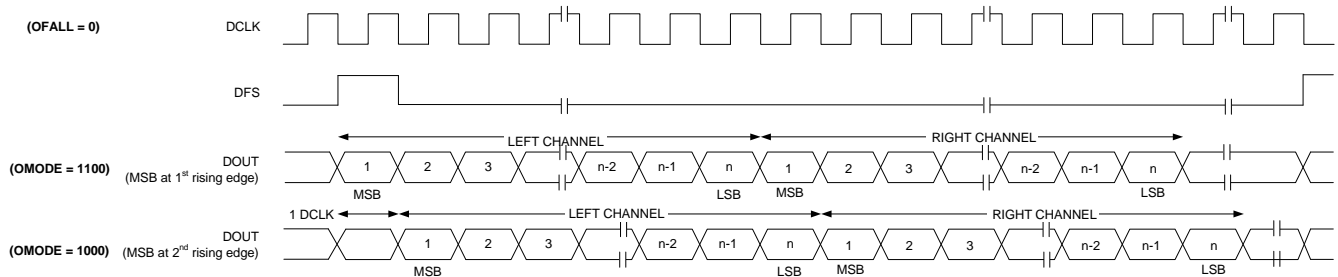 (OFALL = 0) DCLK
DFS
LEFT CHANNEL RIGHT CHANNEL
(OMODE = 1100) DOUT 1 2 3 n-2 n-1 n 1 2 3 n-2 n-1 n
(MSB at 1st rising edge)
MSB LSB MSB LSB
1 DCLK LEFT CHANNEL RIGHT CHANNEL
(OMODE = 1000) DOUT 1 2 3 n-2 n-1 n 1 2 3 n-2 n-1 n
(MSB at 2nd rising edge)
MSB LSB MSB LSB